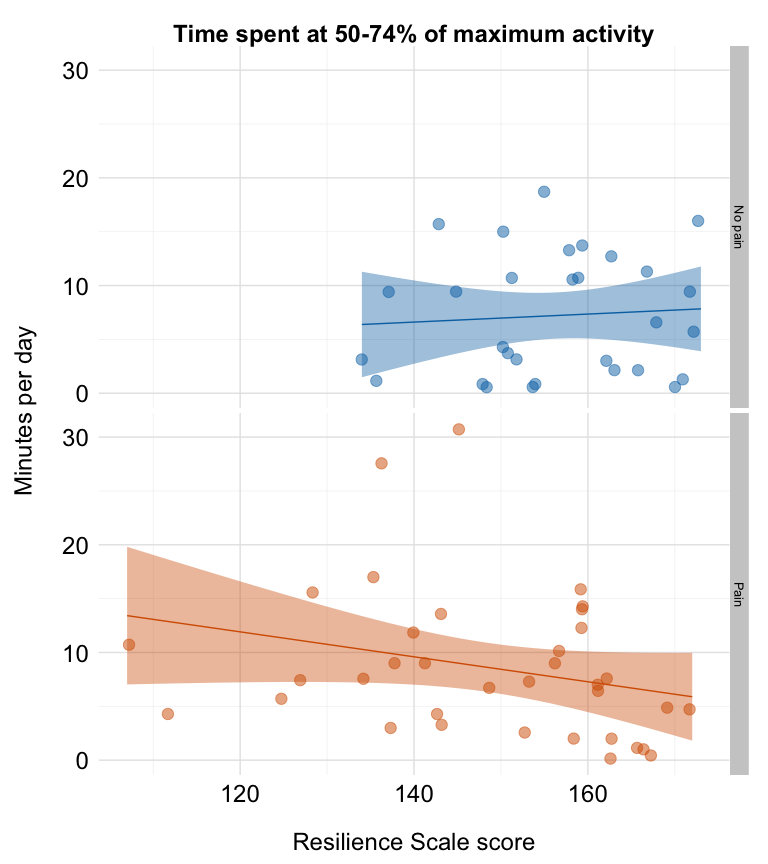 Time spent at 50-74% of maximum activity
30
20
10
0
No pain
30
20
10
0
Pain
Minutes per day
120 140 160
Resilience Scale score